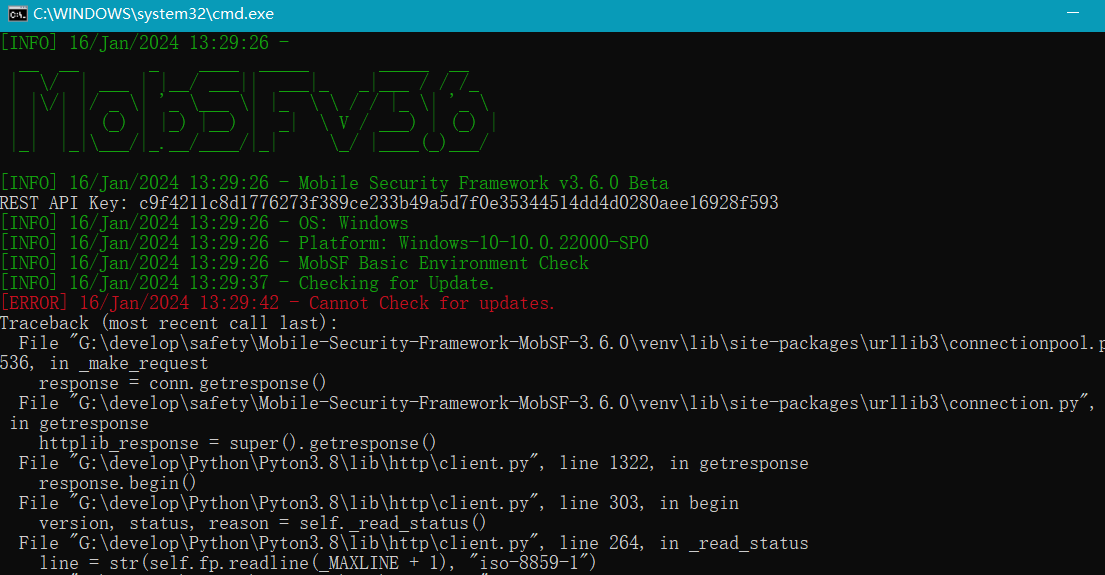 C:\WINDOWS\system32\cmd.exe
[INFO] 16/Jan/2024 13:29:26 -
MobSFv3.6
[INFO] 16/Jan/2024 13:29:26 - Mobile Security Framework v3.6.0 Beta
REST API Key: c9f4211c8d1776273f389ce233b49a5d7f0e35344514dd4d0280aee16928f593
[INFO] 16/Jan/2024 13:29:26 - OS: Windows
[INFO] 16/Jan/2024 13:29:26 - Platform: Windows-10-10.0.22000-SP0
[INFO] 16/Jan/2024 13:29:26 - MobSF Basic Environment Check
[INFO] 16/Jan/2024 13:29:37 - Checking for Update.
[ERROR] 16/Jan/2024 13:29:42 - Cannot Check for updates.
Traceback (most recent call last):
  File "G:\develop\safety\Mobile-Security-Framework-MobSF-3.6.0\venv\lib\site-packages\urllib3\connectionpool.p
536, in _make_request
    response = conn.getresponse()
  File "G:\develop\safety\Mobile-Security-Framework-MobSF-3.6.0\venv\lib\site-packages\urllib3\connection.py",
 in getresponse
    httplib_response = super().getresponse()
  File "G:\develop\Python\Pyton3.8\lib\http\client.py", line 1322, in getresponse
    response.begin()
  File "G:\develop\Python\Pyton3.8\lib\http\client.py", line 303, in begin
    version, status, reason = self._read_status()
  File "G:\develop\Python\Pyton3.8\lib\http\client.py", line 264, in _read_status
    line = str(self.fp.readline(_MAXLINE + 1), "iso-8859-1")